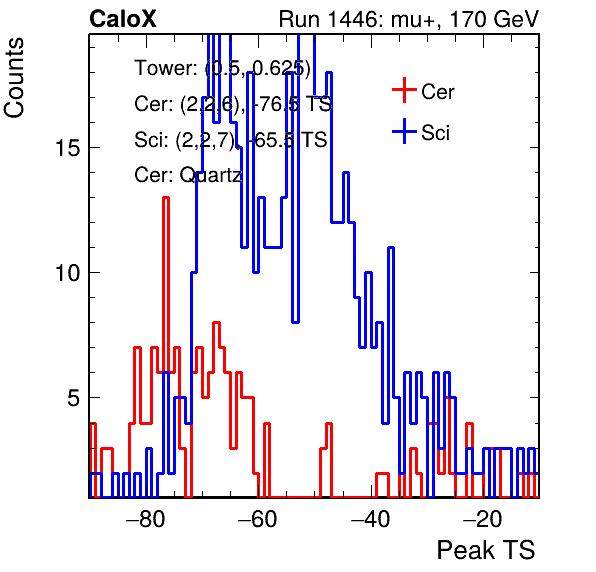 CaloX Run 1446: mu+, 170 GeV
Counts
Tower: (0.5, 0.625)
Cer: (2,2,6), -76.5 TS
Sci: (2,2,7), -65.5 TS
Cer: Quartz
Cer
Sci
15
10
5
−80 −60 −40 −20
Peak TS